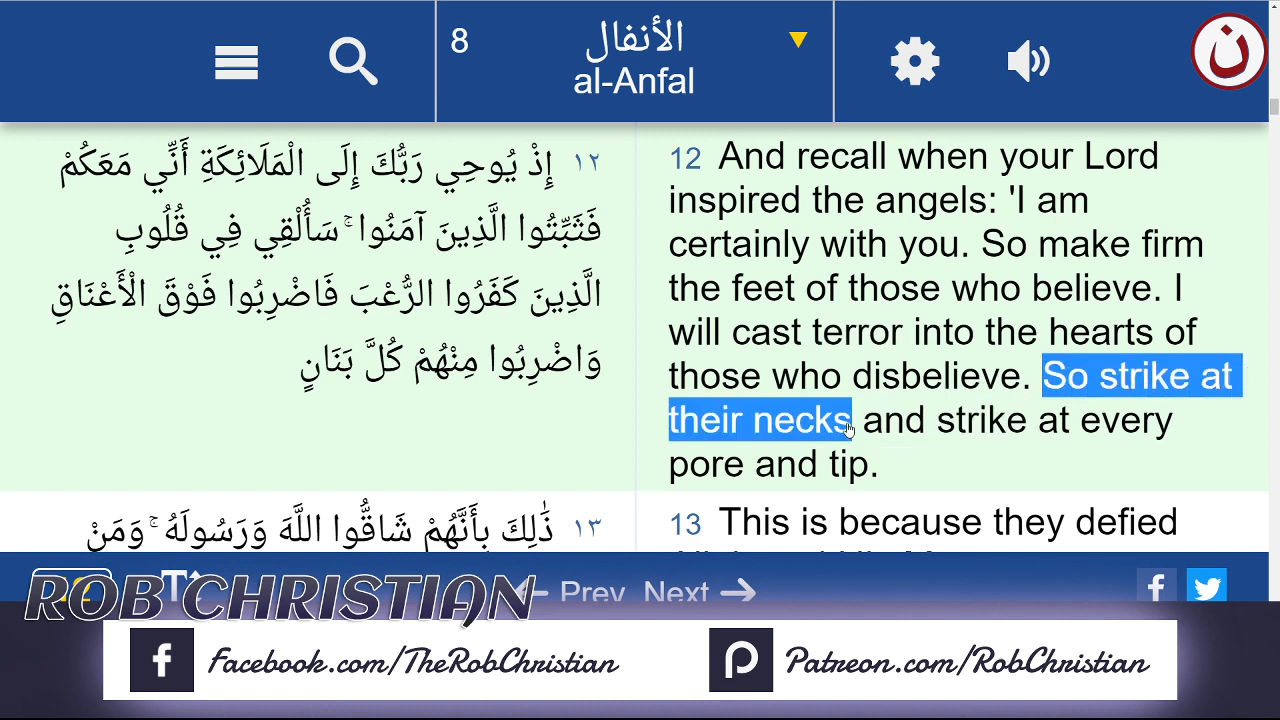 8
الأنفال
al-Anfal
ن
١٢ إِذْ يُوحِي رَبُّكَ إِلَى الْمَلَائِكَةِ أَنِّي مَعَكُمْ
فَثَبِّتُوا الَّذِينَ آمَنُوا ۚ سَأُلْقِي فِي قُلُوبِ
الَّذِينَ كَفَرُوا الرُّعْبَ فَاضْرِبُوا فَوْقَ الْأَعْنَاقِ
وَاضْرِبُوا مِنْهُمْ كُلَّ بَنَانٍ
12 And recall when your Lord
inspired the angels: 'I am
certainly with you. So make firm
the feet of those who believe. I
will cast terror into the hearts of
those who disbelieve. So strike at
their necks and strike at every
pore and tip.
١٣ ذَٰلِكَ بِأَنَّهُمْ شَاقُّوا اللَّهَ وَرَسُولَهُ ۚ وَمَنْ
13 This is because they defied
Prev Next
ROB CHRISTIAN
Facebook.com/TheRobChristian
Patreon.com/RobChristian